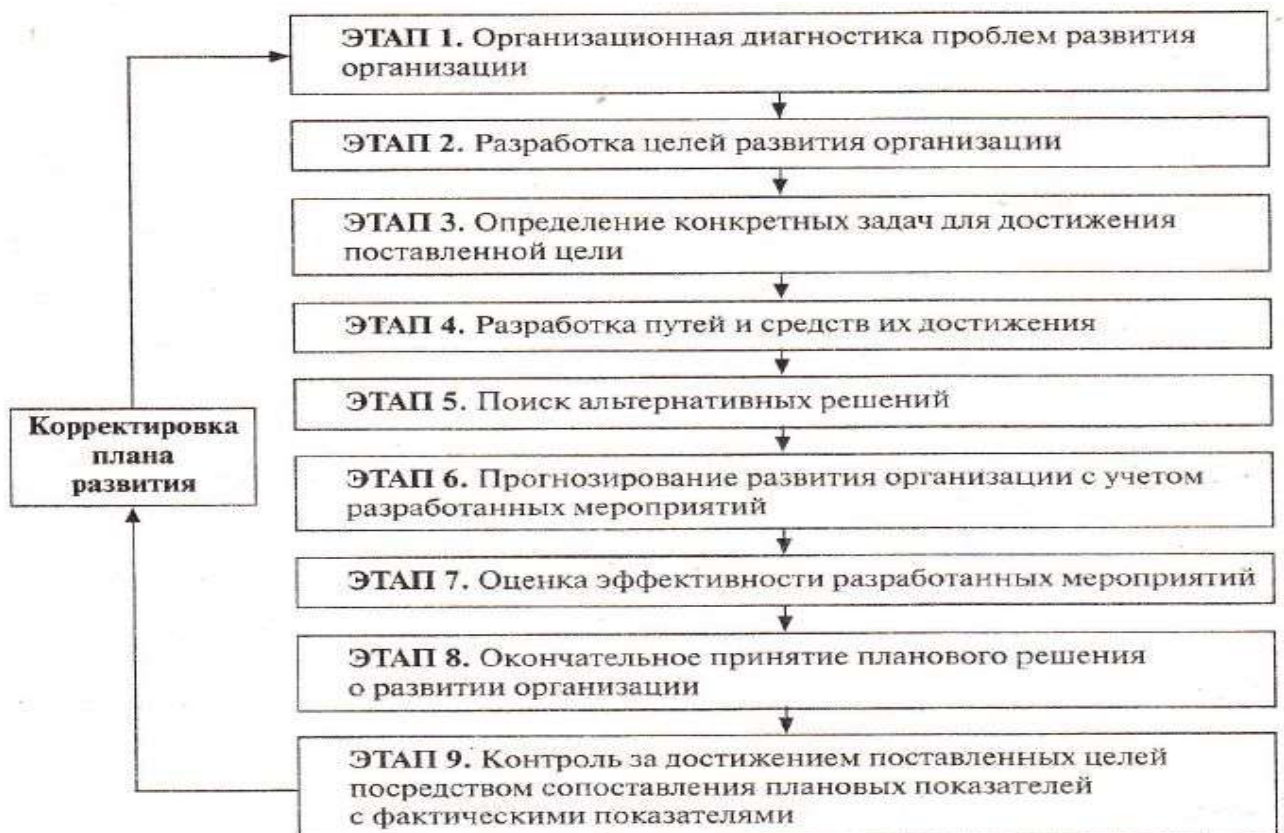 ЭТАП 1. Организационная диагностика проблем развития
организации
ЭТАП 2. Разработка целей развития организации
ЭТАП 3. Определение конкретных задач для достижения
поставленной цели
ЭТАП 4. Разработка путей и средств их достижения
ЭТАП 5. Поиск альтернативных решений
Корректировка
плана
развития
ЭТАП 6. Прогнозирование развития организации с учетом
разработанных мероприятий
ЭТАП 7. Оценка эффективности разработанных мероприятий
ЭТАП 8. Окончательное принятие планового решения
о развитии организации
ЭТАП 9. Контроль за достижением поставленных целей
посредством сопоставления плановых показателей
с фактическими показателями